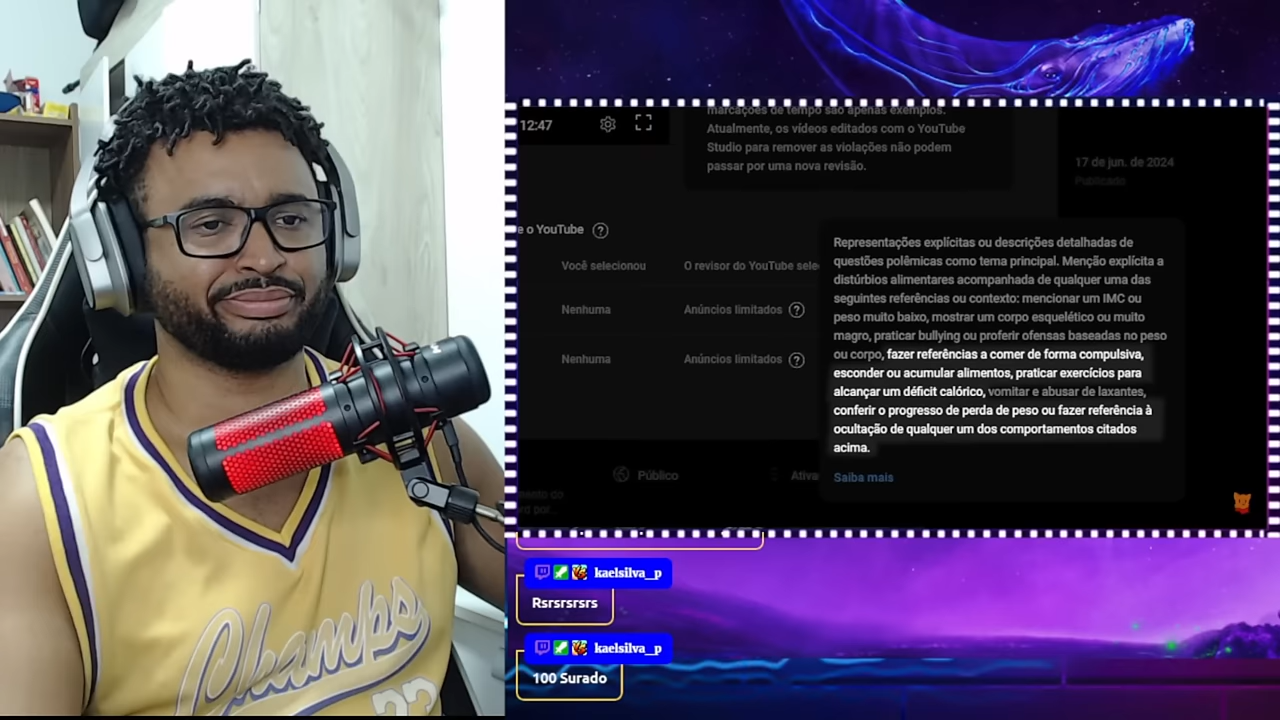 marcações de tempo são apenas exemplos.
Atualmente, os vídeos editados com o YouTube
Studio para remover as violações não podem
passar por uma nova revisão.
12:47
17 de jun. de 2024
Publicado
e o YouTube
Você selecionou
O revisor do YouTube sele
Nenhuma
Anúncios limitados
Nenhuma
Anúncios limitados
Representações explícitas ou descrições detalhadas de
questões polêmicas como tema principal. Menção explícita a
distúrbios alimentares acompanhada de qualquer uma das
seguintes referências ou contexto: mencionar um IMC ou
peso muito baixo, mostrar um corpo esquelético ou muito
magro, praticar bullying ou proferir ofensas baseadas no peso
ou corpo, fazer referências a comer de forma compulsiva,
esconder ou acumular alimentos, praticar exercícios para
alcançar um déficit calórico, vomitar e abusar de laxantes,
conferir o progresso de perda de peso ou fazer referência à
ocultação de qualquer um dos comportamentos citados
acima.
Saiba mais
Público
Ativa
kaelsilva_p
Rsrsrsrsrs
kaelsilva_p
100 Surado
Champs
23